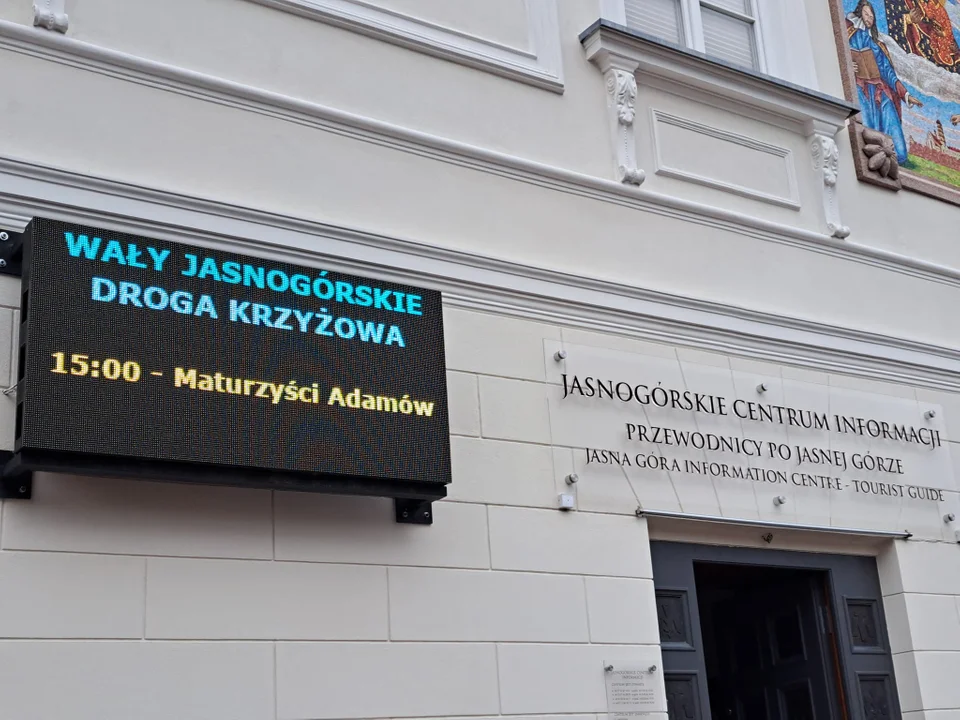 WAŁY JASNOGÓRSKIE
DROGA KRZYŻOWA
15:00 - Maturzyści Adamów
JASNOGÓRSKIE CENTRUM INFORMACJI
PRZEWODNICY PO JASNEJ GÓRZE
JASNA GÓRA INFORMATION CENTRE - TOURIST GUIDE